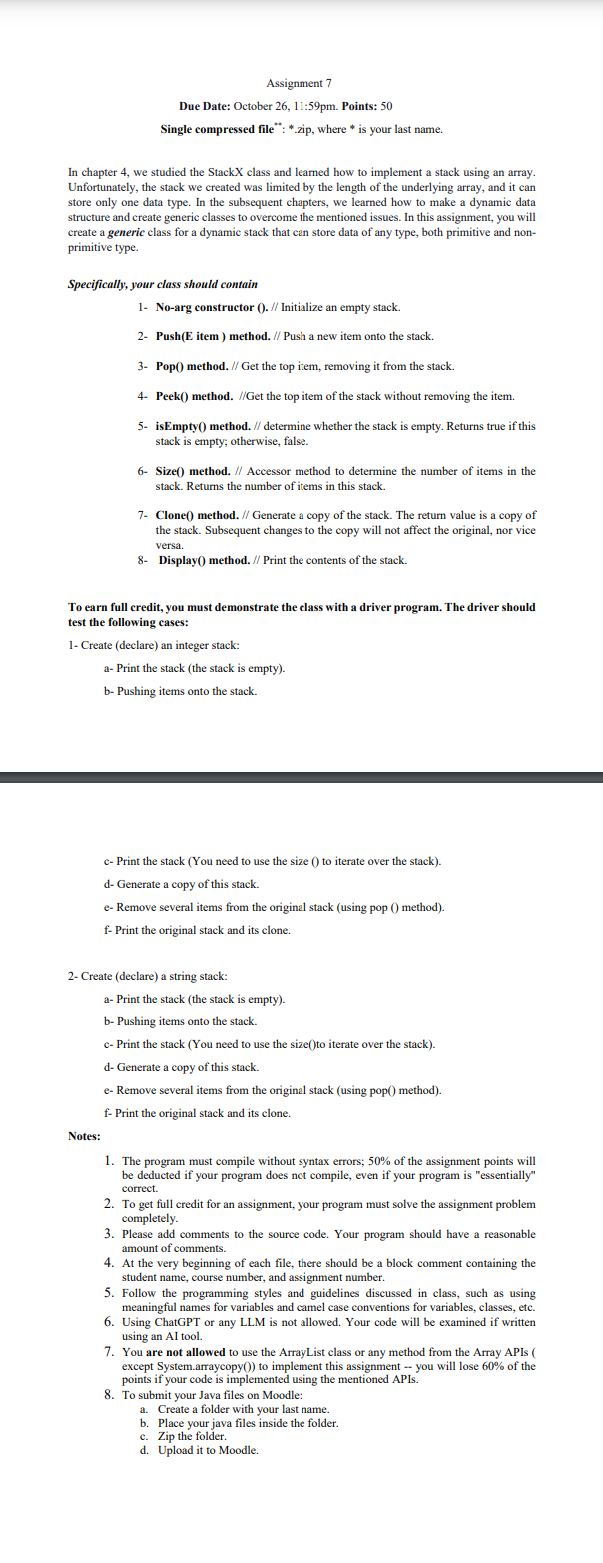 Assignment 7
Due Date: October 26, 11:59pm. Points: 50
Single compressed file**: *.zip, where * is your last name.
In chapter 4, we studied the StackX class and learned how to implement a stack using an array.
Unfortunately, the stack we created was limited by the length of the underlying array, and it can
store only one data type. In the subsequent chapters, we learned how to make a dynamic data
structure and create generic classes to overcome the mentioned issues. In this assignment, you will
create a generic class for a dynamic stack that can store data of any type, both primitive and non-
primitive type.
Specifically, your class should contain
1- No-arg constructor (). // Initialize an empty stack.
2- Push(E item ) method. // Push a new item onto the stack.
3- Pop() method. // Get the top item, removing it from the stack.
4- Peek() method. //Get the top item of the stack without removing the item.
5- isEmpty() method. // determine whether the stack is empty. Returns true if this
stack is empty; otherwise, false.
6- Size() method. // Accessor method to determine the number of items in the
stack. Returns the number of items in this stack.
7- Clone() method. // Generate a copy of the stack. The return value is a copy of
the stack. Subsequent changes to the copy will not affect the original, nor vice
versa.
8- Display() method. // Print the contents of the stack.
To earn full credit, you must demonstrate the class with a driver program. The driver should
test the following cases:
1- Create (declare) an integer stack:
a- Print the stack (the stack is empty).
b- Pushing items onto the stack.
c- Print the stack (You need to use the size () to iterate over the stack).
d- Generate a copy of this stack.
e- Remove several items from the original stack (using pop () method).
f- Print the original stack and its clone.
2- Create (declare) a string stack:
a- Print the stack (the stack is empty).
b- Pushing items onto the stack.
c- Print the stack (You need to use the size()to iterate over the stack).
d- Generate a copy of this stack.
e- Remove several items from the original stack (using pop() method).
f- Print the original stack and its clone.
Notes:
1. The program must compile without syntax errors; 50% of the assignment points will
be deducted if your program does not compile, even if your program is "essentially"
correct.
2. To get full credit for an assignment, your program must solve the assignment problem
completely.
3. Please add comments to the source code. Your program should have a reasonable
amount of comments.
4. At the very beginning of each file, there should be a block comment containing the
student name, course number, and assignment number.
5. Follow the programming styles and guidelines discussed in class, such as using
meaningful names for variables and camel case conventions for variables, classes, etc.
6. Using ChatGPT or any LLM is not allowed. Your code will be examined if written
using an AI tool.
7. You are not allowed to use the ArrayList class or any method from the Array APIs (
except System.arraycopy()) to implement this assignment -- you will lose 60% of the
points if your code is implemented using the mentioned APIs.
8. To submit your Java files on Moodle:
a. Create a folder with your last name.
b. Place your java files inside the folder.
c. Zip the folder.
d. Upload it to Moodle.